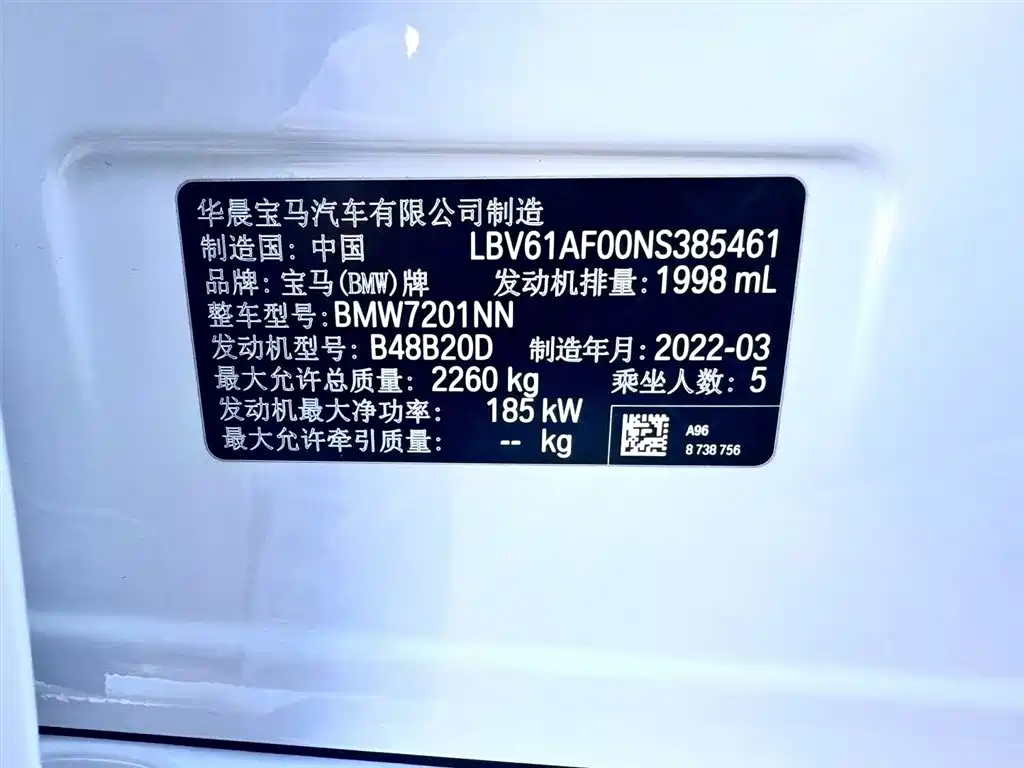 华晨宝马汽车有限公司制造
制造国: 中国 LBV61AF00NS385461
品牌: 宝马(BMW)牌 发动机排量: 1998 mL
整车型号: BMW7201NN
发动机型号: B48B20D 制造年月: 2022-03
最大允许总质量: 2260 kg 乘坐人数: 5
发动机最大净功率: 185 kW
最大允许牵引质量: -- kg
A96
8 738 756